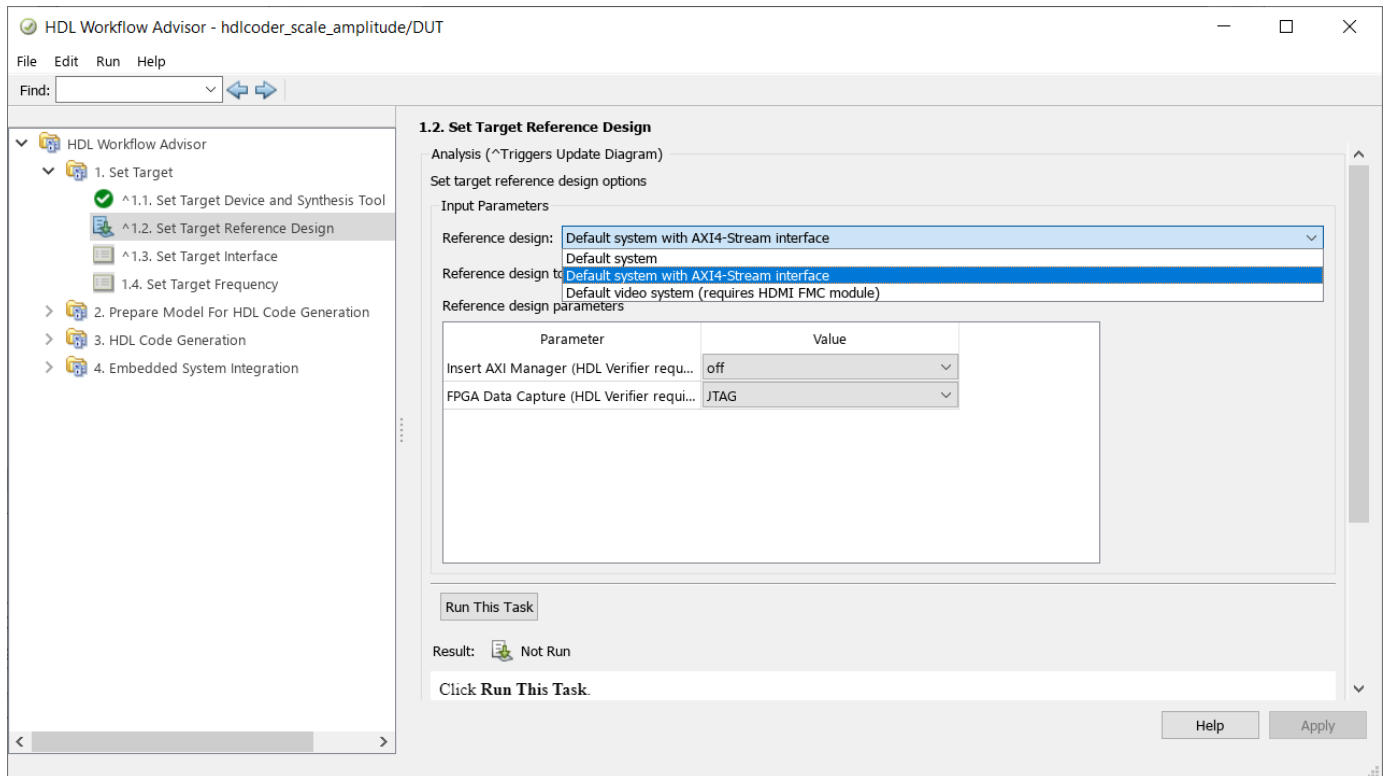 HDL Workflow Advisor - hdlcoder_scale_amplitude/DUT
File Edit Run Help
Find:
HDL Workflow Advisor
1. Set Target
^1.1. Set Target Device and Synthesis Tool
^1.2. Set Target Reference Design
^1.3. Set Target Interface
1.4. Set Target Frequency
2. Prepare Model For HDL Code Generation
3. HDL Code Generation
4. Embedded System Integration
1.2. Set Target Reference Design
Analysis (^Triggers Update Diagram)
Set target reference design options
Input Parameters
Reference design: Default system with AXI4-Stream interface
Default system
Reference design to
Default system with AXI4-Stream interface
Default video system (requires HDMI FMC module)
Reference design parameters
Parameter Value
Insert AXI Manager (HDL Verifier requ... off
FPGA Data Capture (HDL Verifier requi... JTAG
Run This Task
Result: Not Run
Click Run This Task.
Help Apply